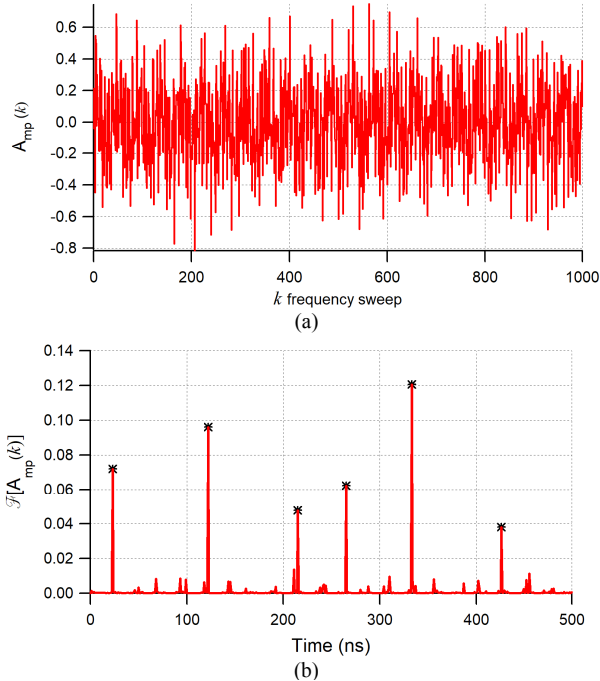 0.6
0.4
0.2
0.0
-0.2
-0.4
-0.6
-0.8
A_mp (k)
0 200 400 600 800 1000
k frequency sweep
(a)
0.14
0.12
0.10
0.08
0.06
0.04
0.02
0.00
ℱ[A_mp(k)]
0 100 200 300 400 500
Time (ns)
(b)